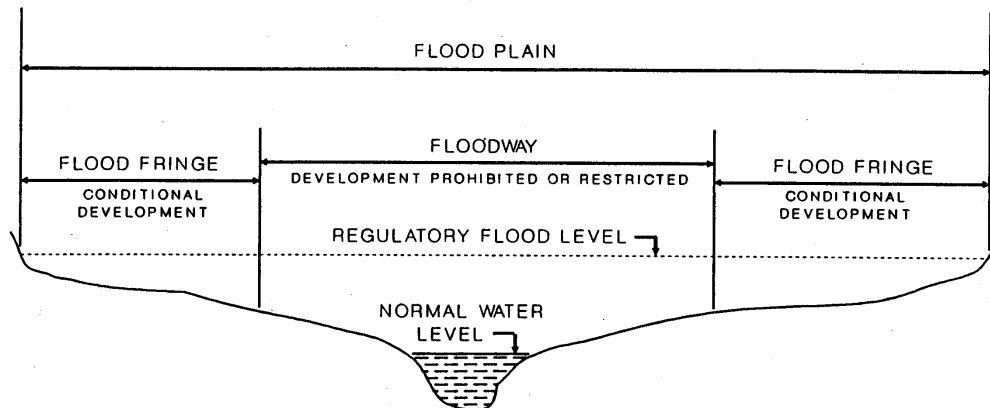 FLOOD PLAIN
FLOODWAY
FLOOD FRINGE
DEVELOPMENT PROHIBITED OR RESTRICTED
FLOOD FRINGE
CONDITIONAL
DEVELOPMENT
CONDITIONAL
DEVELOPMENT
REGULATORY FLOOD LEVEL
NORMAL WATER
LEVEL